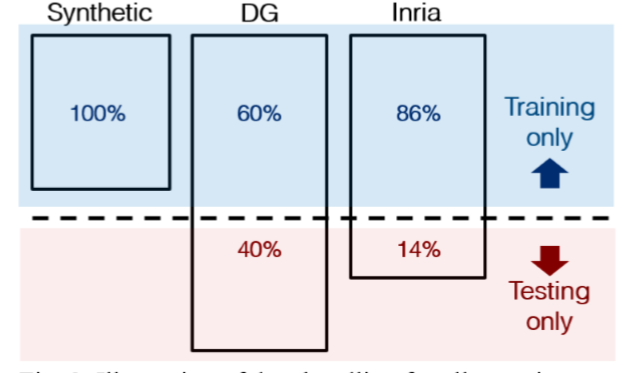 Synthetic DG Inria
100% 60% 86%
Training
only
40% 14%
Testing
only